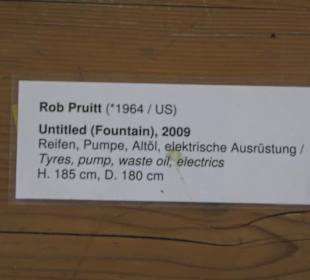 Rob Pruitt (*1964 / US)
Untitled (Fountain), 2009
Reifen, Pumpe, Altöl, elektrische Ausrüstung /
Tyres, pump, waste oil, electrics
H. 185 cm, D. 180 cm